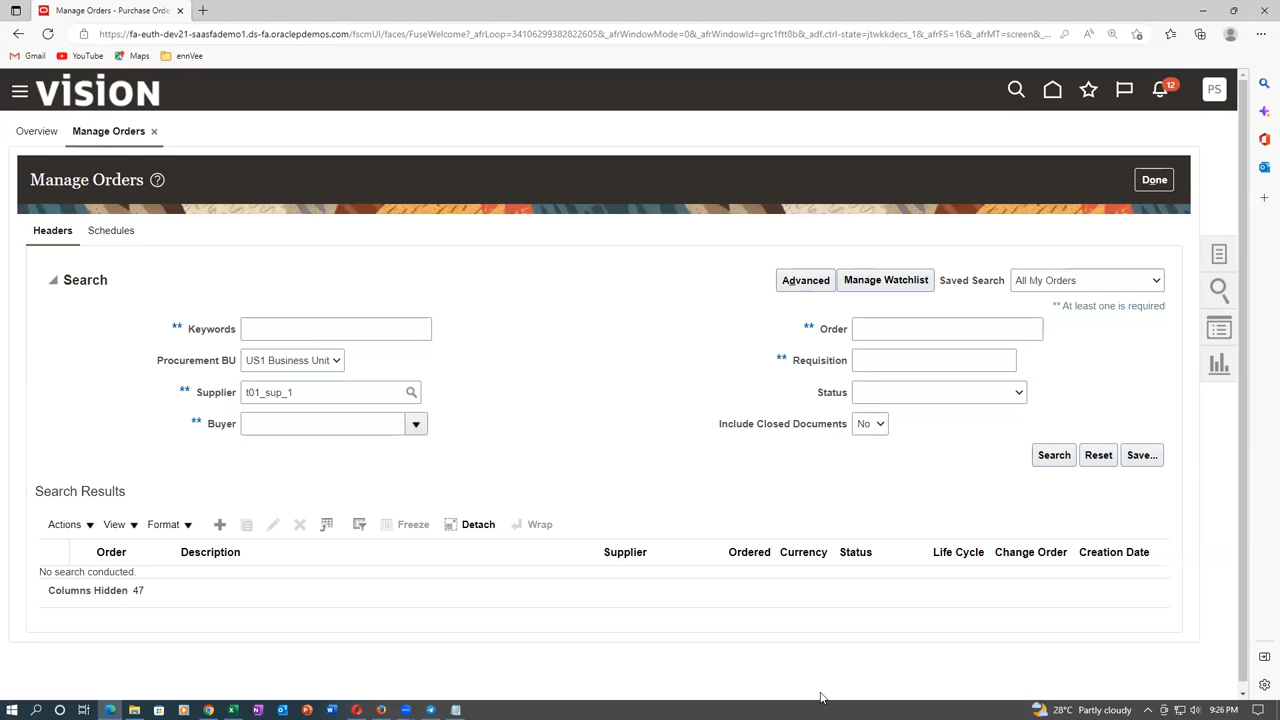 Manage Orders - Purchase Orde
https://fa-euth-dev21-saasfademo1.ds-fa.oraclepdemos.com/fscmUI/faces/FuseWelcome?_afrLoop=34106299382822605&_afrWindowMode=0&_afrWindowId=grc1ftt8b&_adf.ctrl-state=jtwkkdecs_1&_afrFS=16&_afrMT=screen&_...
Gmail YouTube Maps ennVee
VISION
12
PS
Overview Manage Orders
Manage Orders ?
Done
Headers Schedules
Search
Advanced Manage Watchlist Saved Search All My Orders
** At least one is required
** Keywords
** Order
Procurement BU US1 Business Unit
** Requisition
** Supplier t01_sup_1
Status
** Buyer
Include Closed Documents No
Search Reset Save...
Search Results
Actions View Format Freeze Detach Wrap
Order Description Supplier Ordered Currency Status Life Cycle Change Order Creation Date
No search conducted.
Columns Hidden 47
28°C Partly cloudy 9:26 PM